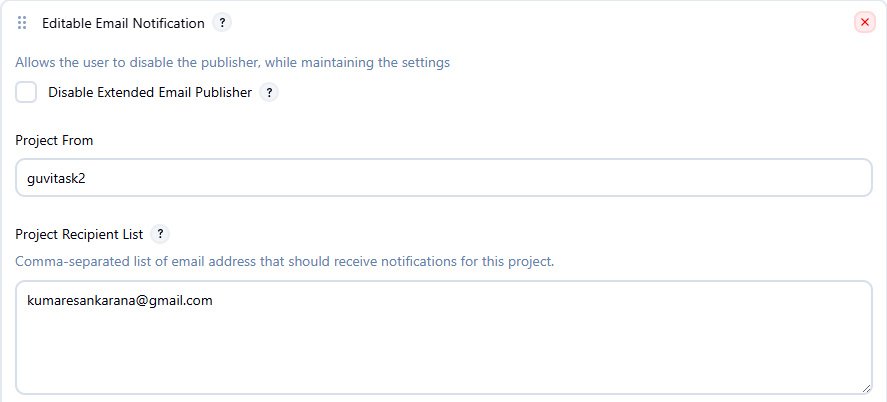 Editable Email Notification ?
Allows the user to disable the publisher, while maintaining the settings
Disable Extended Email Publisher ?
Project From
guvitask2
Project Recipient List ?
Comma-separated list of email address that should receive notifications for this project.
kumaresankarana@gmail.com